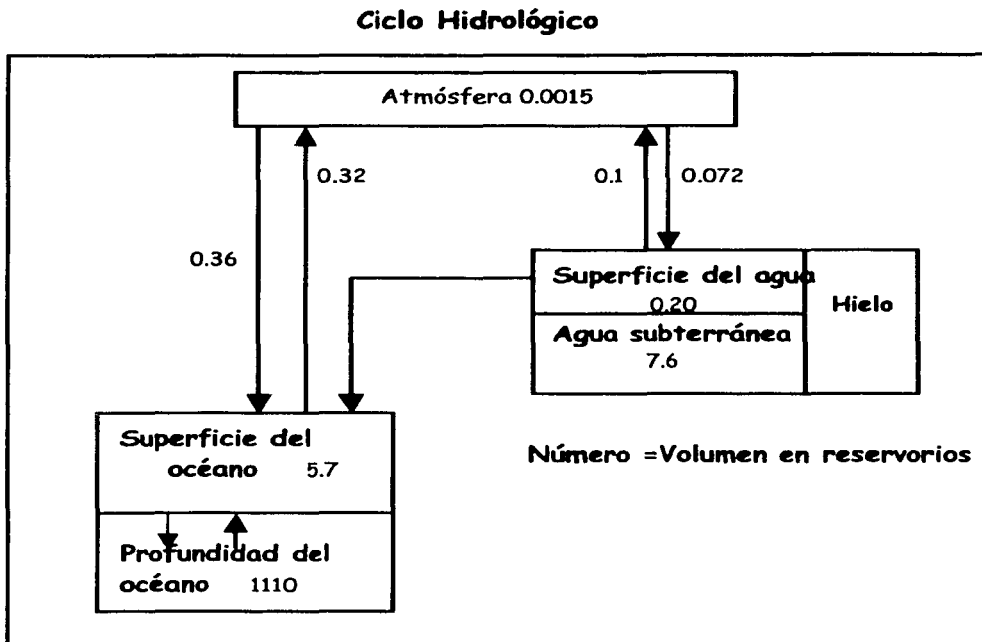 Ciclo Hidrológico
Atmósfera 0.0015
0.32
0.1
0.072
0.36
Superficie del agua
0.20
Hielo
Agua subterránea
7.6
Superficie del
océano 5.7
Número =Volumen en reservorios
Profundidad del
océano 1110